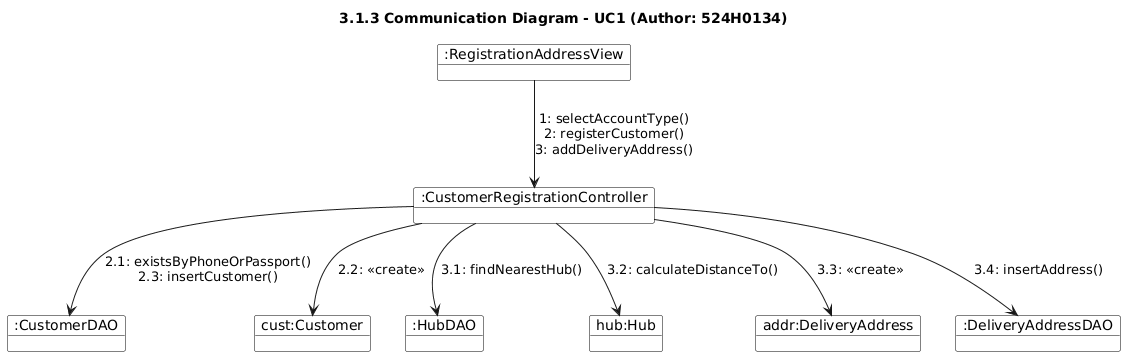 3.1.3 Communication Diagram - UC1 (Author: 524H0134)
:RegistrationAddressView
1: selectAccountType()
2: registerCustomer()
3: addDeliveryAddress()
:CustomerRegistrationController
2.1: existsByPhoneOrPassport()
2.3: insertCustomer()
2.2: «create»
3.1: findNearestHub()
3.2: calculateDistanceTo()
3.3: «create»
3.4: insertAddress()
:CustomerDAO
cust:Customer
:HubDAO
hub:Hub
addr:DeliveryAddress
:DeliveryAddressDAO